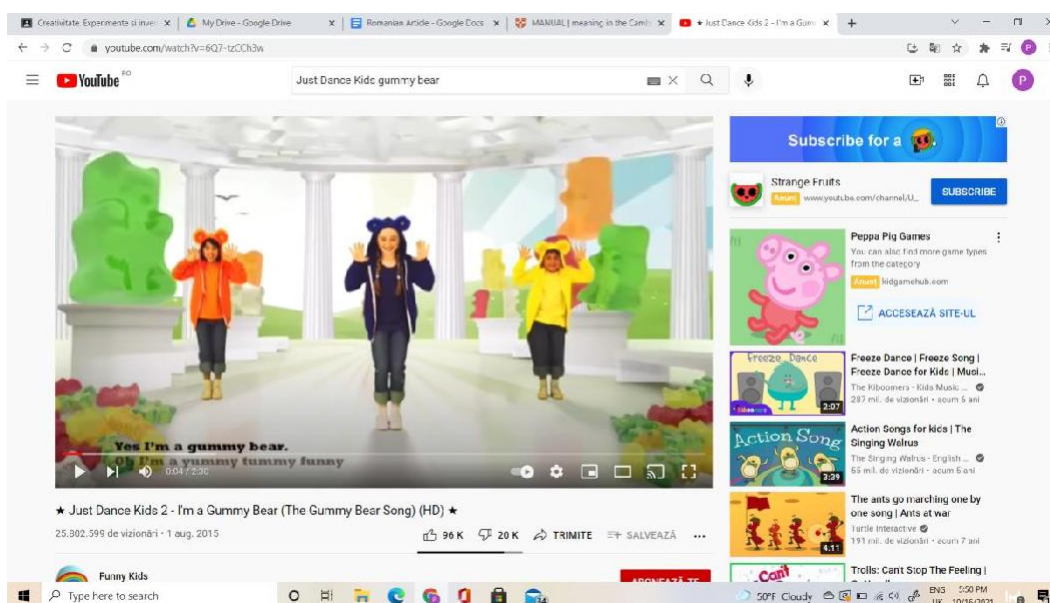 Creativitate Experimente si inver
My Drive - Google Drive
Romanian Article - Google Docs
MANUAL | meaning in the Camb
★ Just Dance Kids 2 - I'm a Gum
youtube.com/watch?v=6Q7-tzCCh3w
P
YouTube RO
Just Dance Kids gummy bear
P
Yes I'm a gummy bear.
Oh I'm a yummy tummy funny
0:04 / 2:30
★ Just Dance Kids 2 - I'm a Gummy Bear (The Gummy Bear Song) (HD) ★
25.802.599 de vizionări • 1 aug. 2015
96 K
20 K
TRIMITE
SALVEAZĂ
Funny Kids
ABONEAZĂ-TE
Subscribe for a
Strange Fruits
Anunț www.youtube.com/channel/U...
SUBSCRIBE
Peppa Pig Games
You can also find more game types
from the category
Anunț kidgamehub.com
ACCESEAZĂ SITE-UL
Freeze Dance
2:07
Freeze Dance | Freeze Song |
Freeze Dance for Kids | Musi...
The Kiboomers - Kids Music ...
287 mil. de vizionări • acum 6 ani
Action Song
3:39
Action Songs for kids | The
Singing Walrus
The Singing Walrus - English ...
de vizionări • acum 6 ani
4:11
The ants go marching one by
one song | Ants at war
Turtle Interactive
191 mil. de vizionări • acum 7 ani
Can't
Trolls: Can't Stop The Feeling |
Type here to search
34
50°F Cloudy
ENG
5:50 PM
UK
10/16/2021